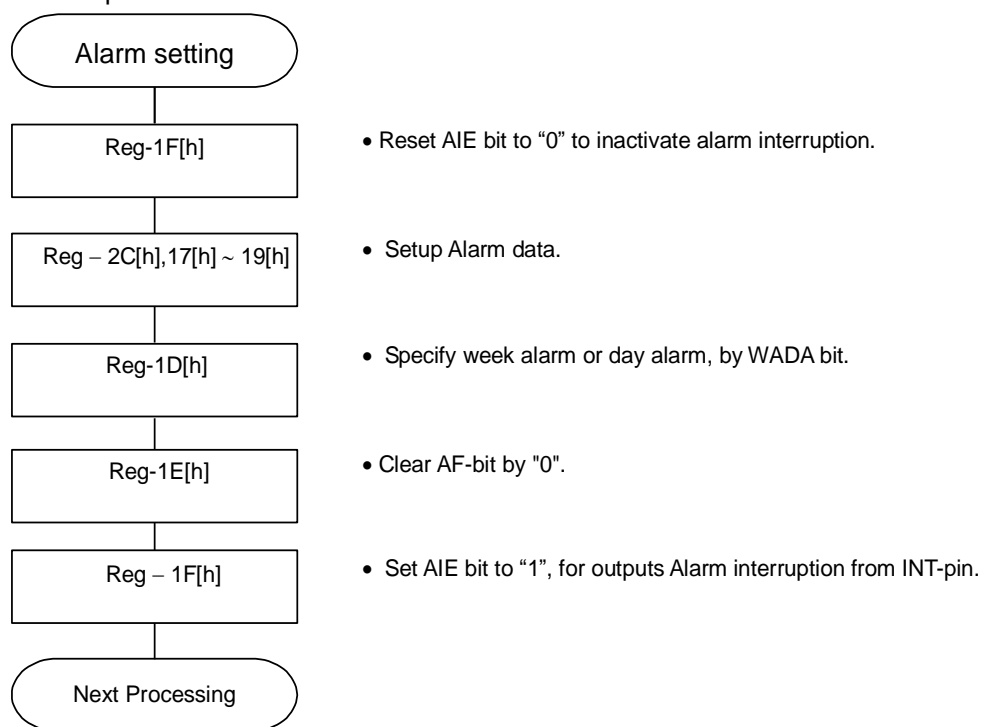 Alarm setting
Reg-1F[h]
• Reset AIE bit to “0” to inactivate alarm interruption.
Reg – 2C[h],17[h] ~ 19[h]
• Setup Alarm data.
Reg-1D[h]
• Specify week alarm or day alarm, by WADA bit.
Reg-1E[h]
• Clear AF-bit by "0".
Reg – 1F[h]
• Set AIE bit to “1”, for outputs Alarm interruption from INT-pin.
Next Processing